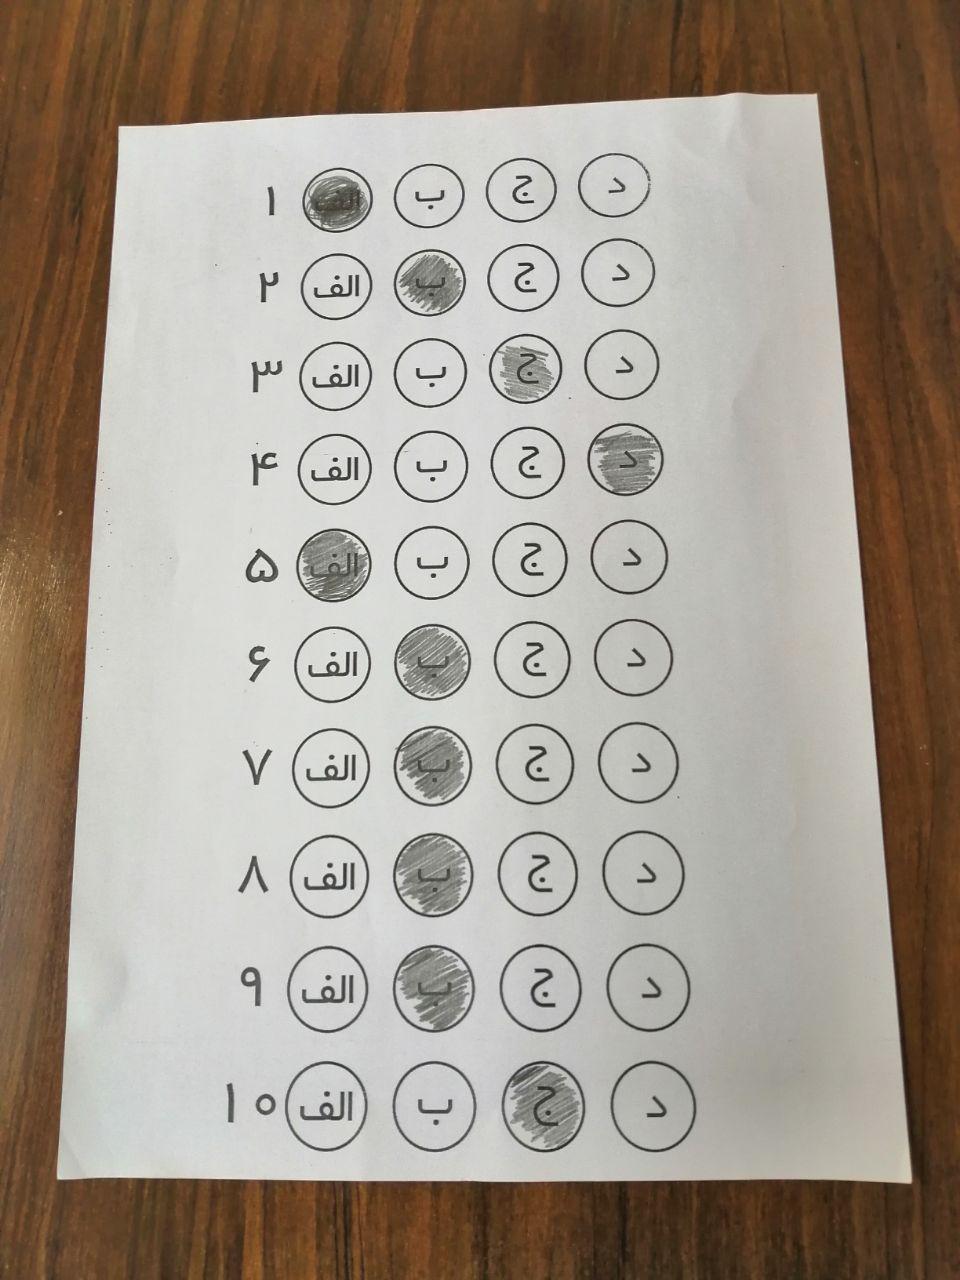 ۱ الف ب ج د
۲ الف ب ج د
۳ الف ب ج د
۴ الف ب ج د
۵ الف ب ج د
۶ الف ب ج د
۷ الف ب ج د
۸ الف ب ج د
۹ الف ب ج د
۱۰ الف ب ج د